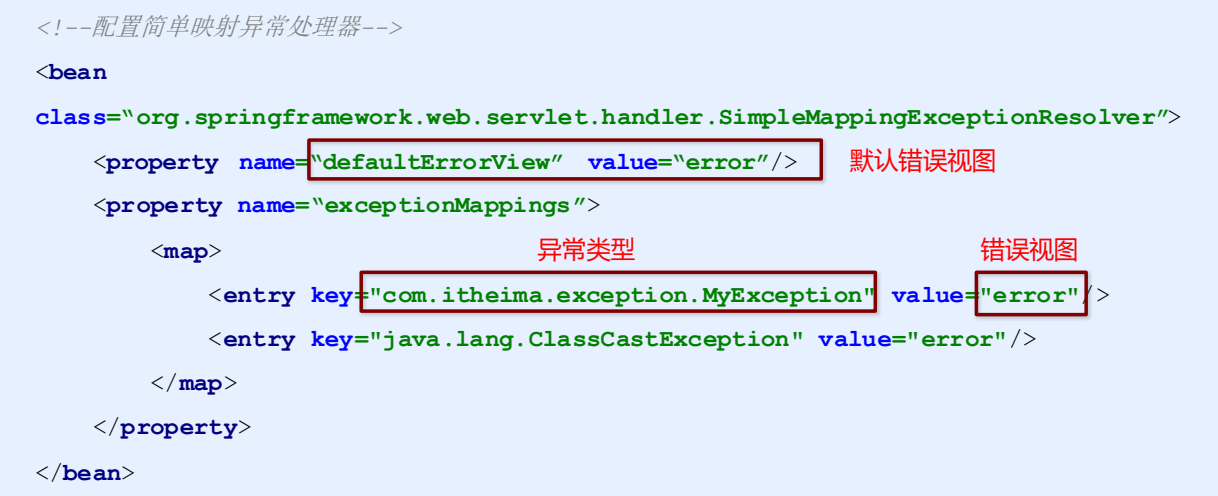 <!--配置简单映射异常处理器-->
<bean
class=“org.springframework.web.servlet.handler.SimpleMappingExceptionResolver”>
<property name=“defaultErrorView” value=“error”/> 默认错误视图
<property name=“exceptionMappings”>
<map> 异常类型 错误视图
<entry key="com.itheima.exception.MyException" value="error"/>
<entry key="java.lang.ClassCastException" value="error"/>
</map>
</property>
</bean>